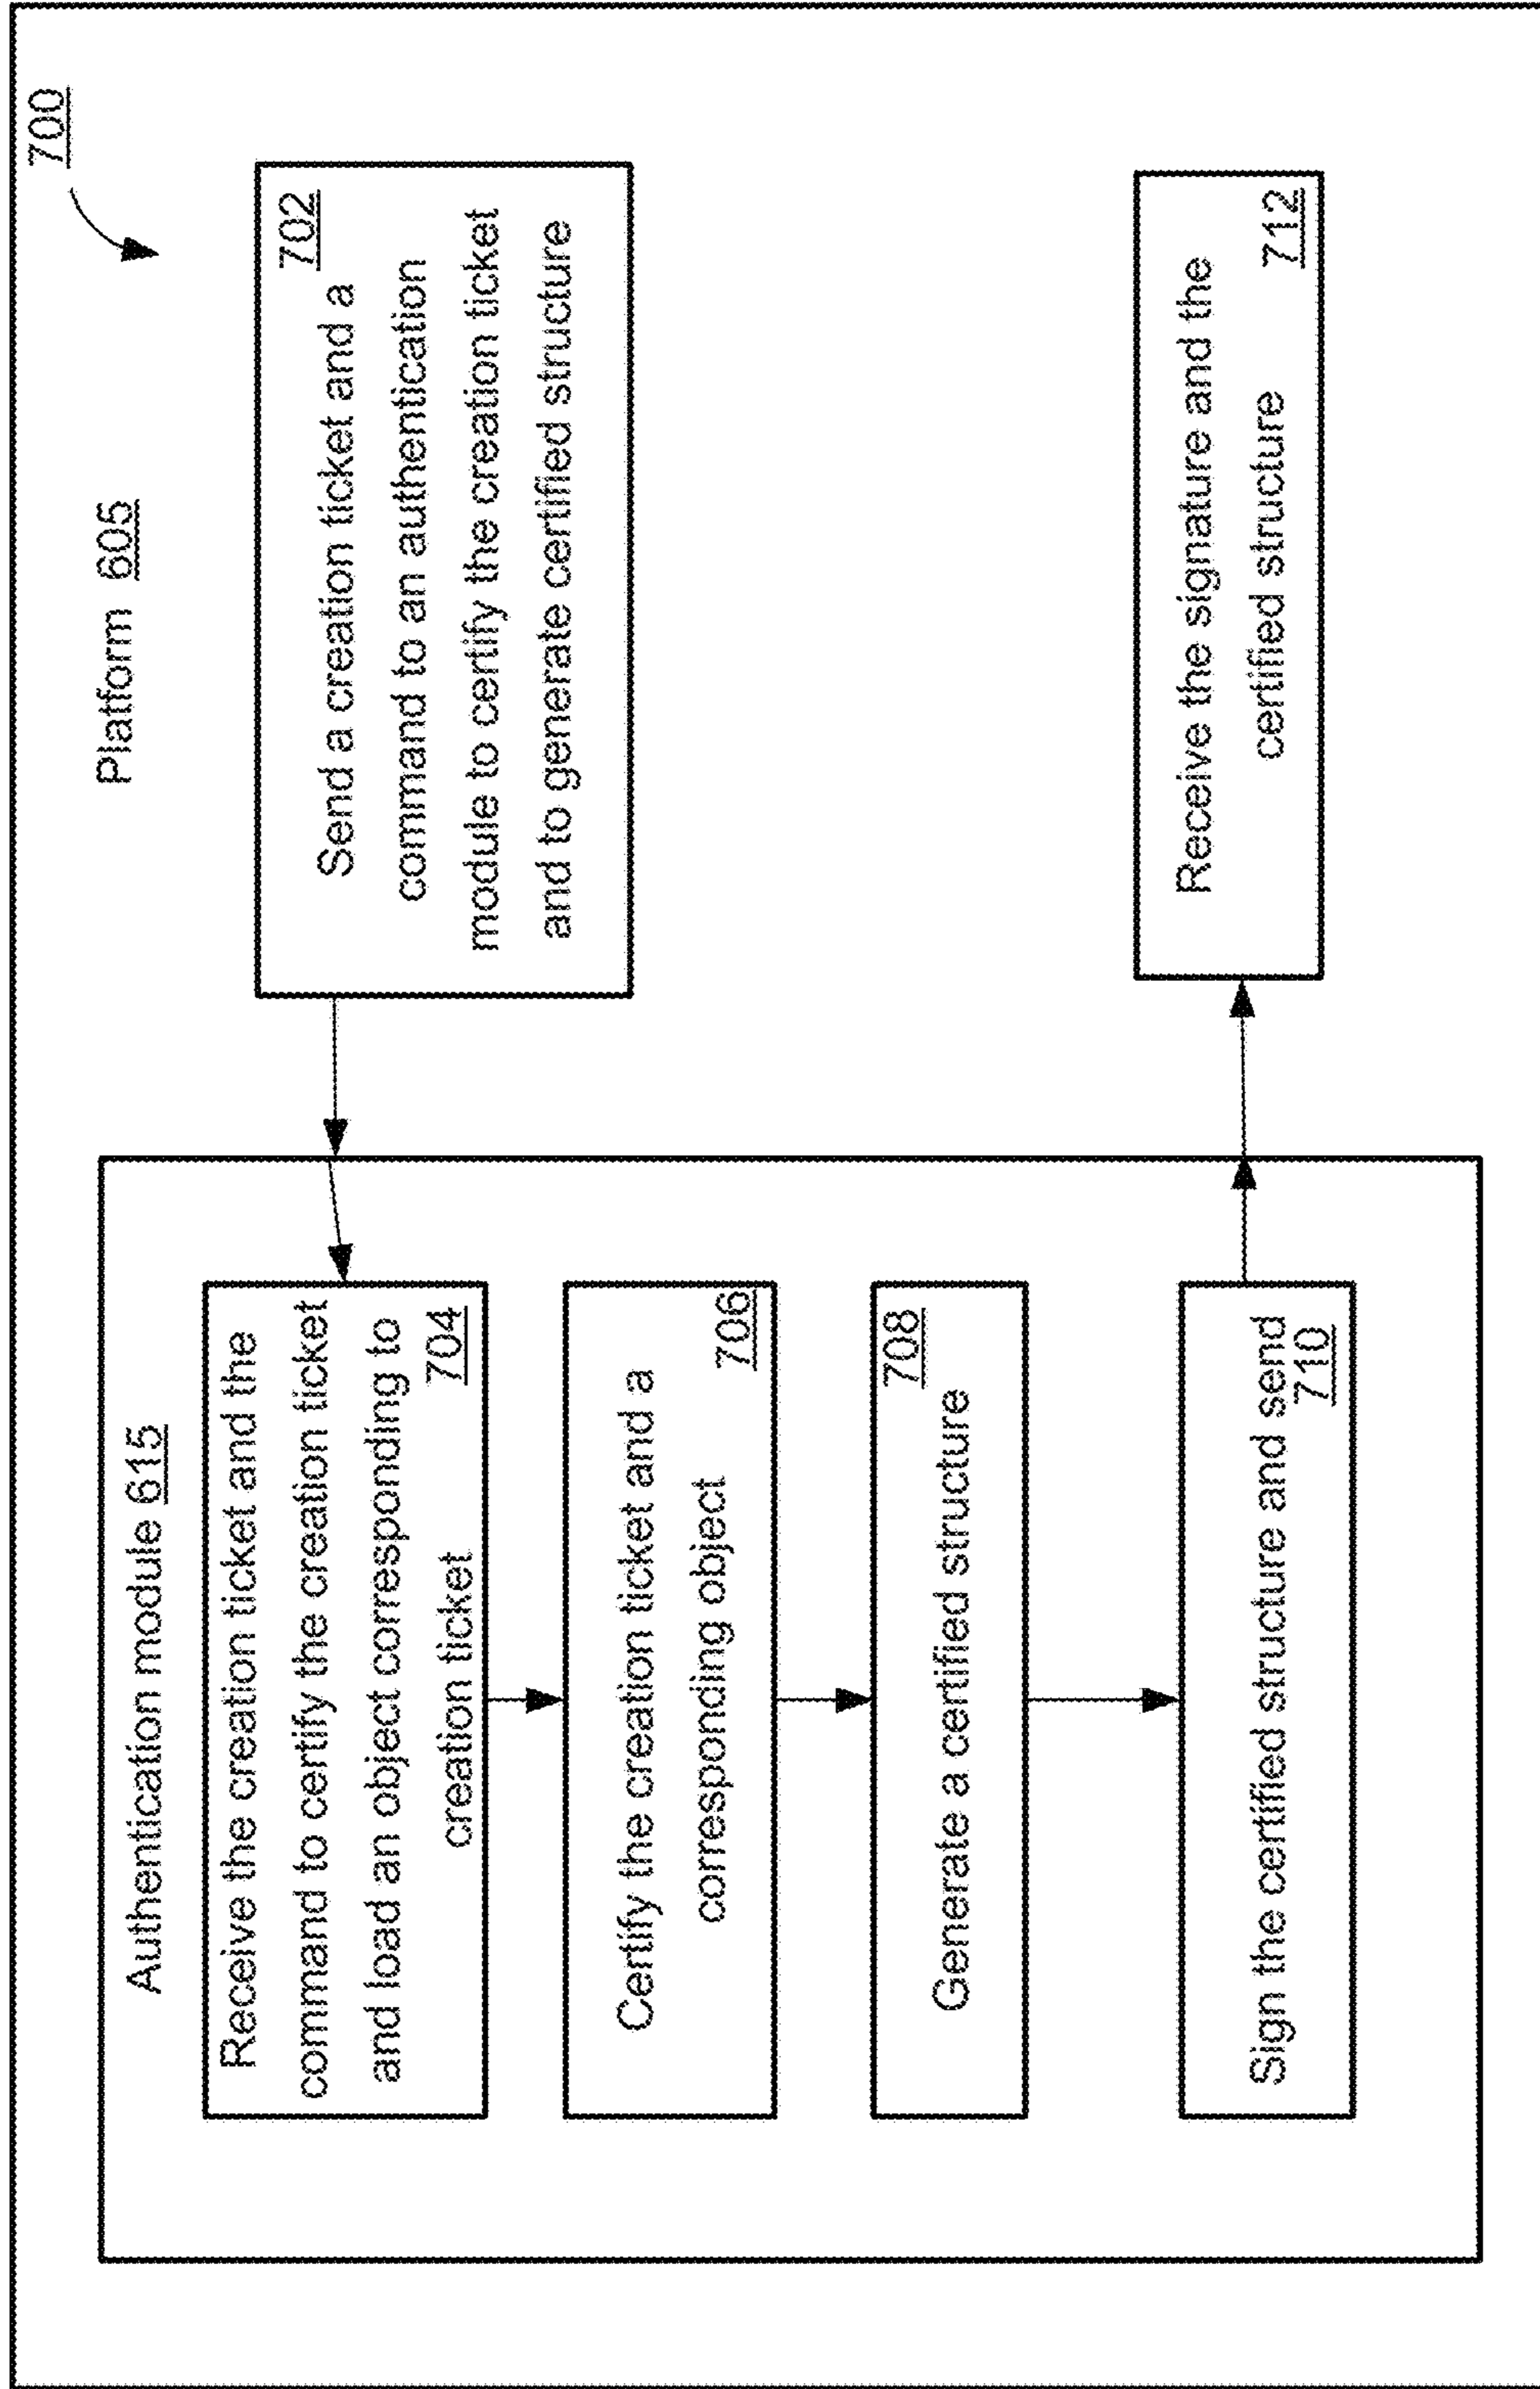 700
Platform 605
Authentication module 615
702
Send a creation ticket and a
command to an authentication
module to certify the creation ticket
and to generate certified structure
Receive the creation ticket and the
command to certify the creation ticket
and load an object corresponding to
704
creation ticket
Certify the creation ticket and a
706
corresponding object
708
Generate a certified structure
Sign the certified structure and send
710
Receive the signature and the
712
certified structure